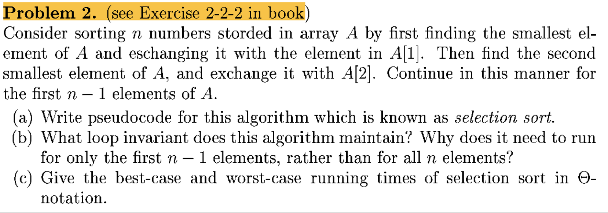 Problem 2. (see Exercise 2-2-2 in book)
Consider sorting n numbers storded in array A by first finding the smallest el-
ement of A and eschanging it with the element in A[1]. Then find the second
smallest element of A, and exchange it with A[2]. Continue in this manner for
the first n − 1 elements of A.
(a) Write pseudocode for this algorithm which is known as selection sort.
(b) What loop invariant does this algorithm maintain? Why does it need to run
for only the first n − 1 elements, rather than for all n elements?
(c) Give the best-case and worst-case running times of selection sort in Θ-
notation.